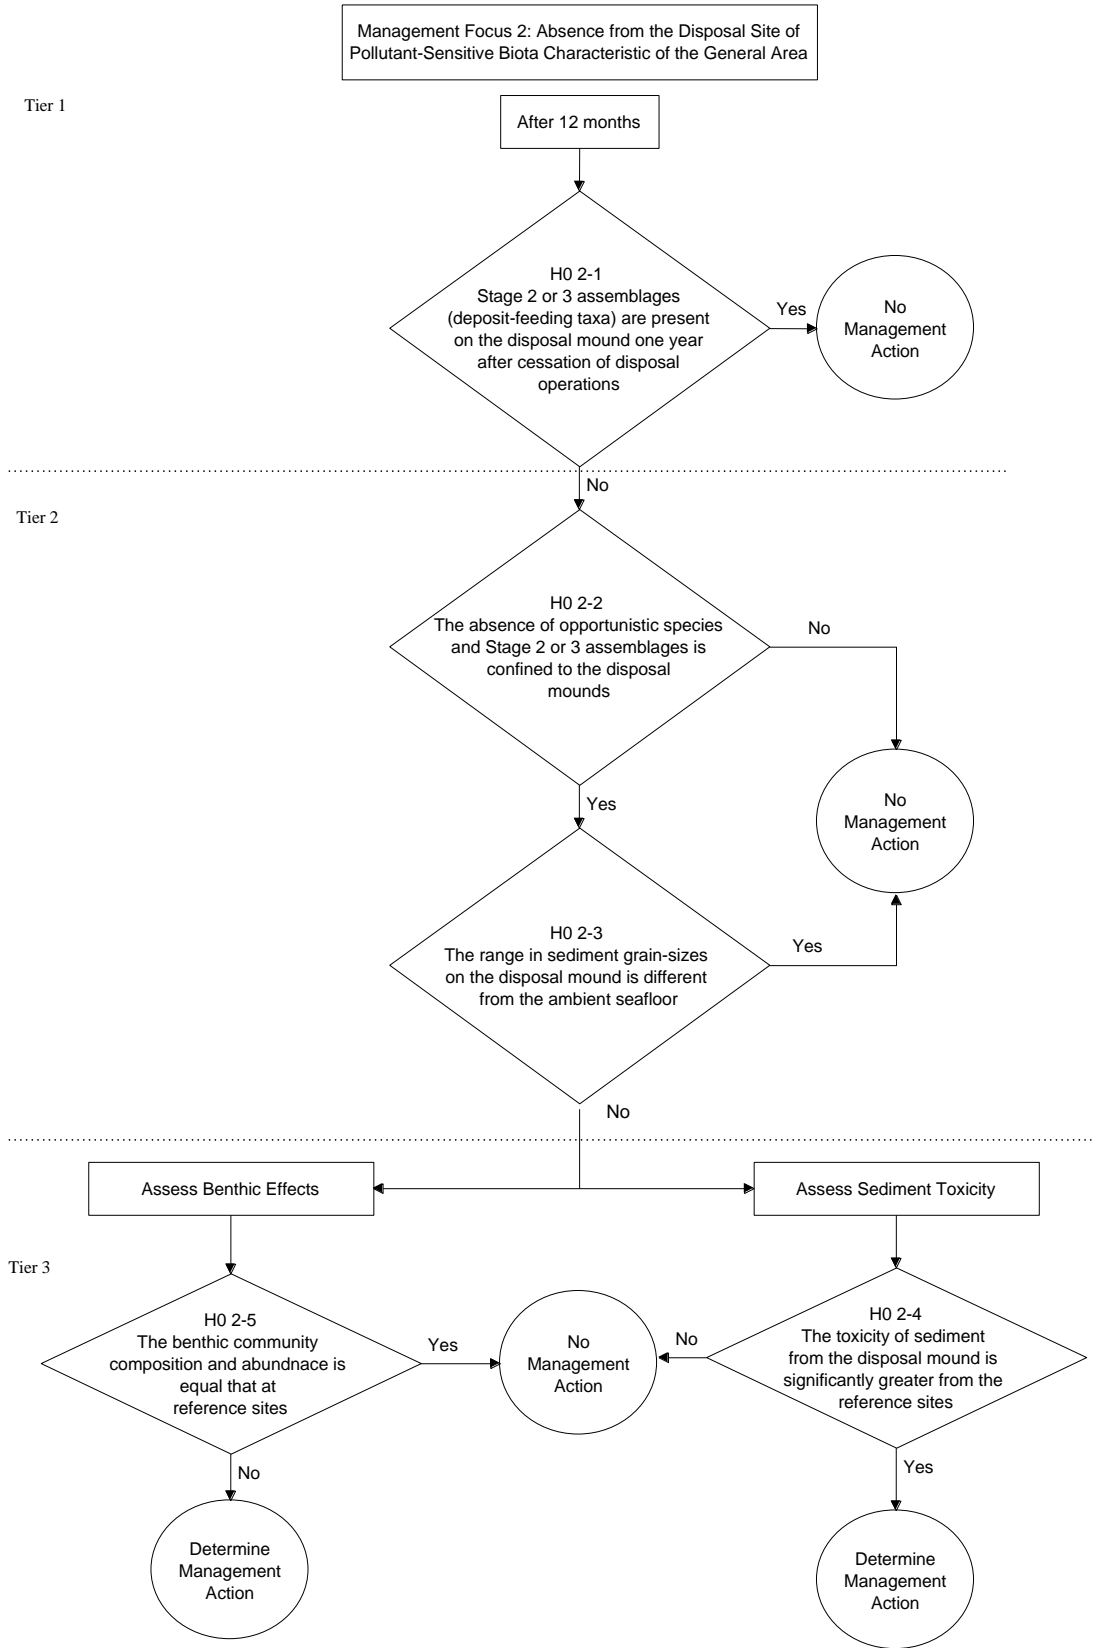 Management Focus 2: Absence from the Disposal Site of
Pollutant-Sensitive Biota Characteristic of the General Area
Tier 1
After 12 months
H0 2-1
Stage 2 or 3 assemblages
(deposit-feeding taxa) are present
on the disposal mound one year
after cessation of disposal
operations
Yes
No
Management
Action
No
Tier 2
H0 2-2
The absence of opportunistic species
and Stage 2 or 3 assemblages is
confined to the disposal
mounds
No
Yes
No
Management
Action
H0 2-3
The range in sediment grain-sizes
on the disposal mound is different
from the ambient seafloor
Yes
No
Assess Benthic Effects
Assess Sediment Toxicity
Tier 3
H0 2-5
The benthic community
composition and abundnace is
equal that at
reference sites
Yes
No
Management
Action
No
H0 2-4
The toxicity of sediment
from the disposal mound is
significantly greater from the
reference sites
No
Yes
Determine
Management
Action
Determine
Management
Action